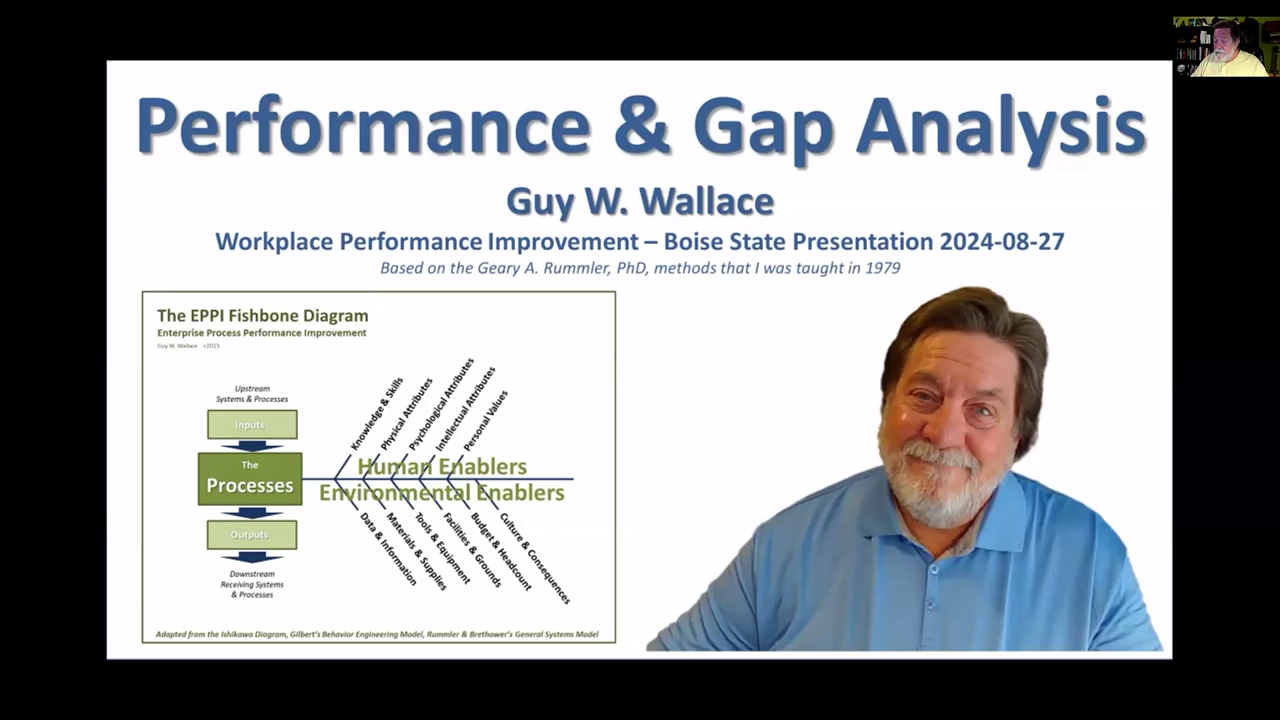 Performance & Gap Analysis
Guy W. Wallace
Workplace Performance Improvement – Boise State Presentation 2024-08-27
Based on the Geary A. Rummler, PhD, methods that I was taught in 1979
The EPPI Fishbone Diagram
Enterprise Process Performance Improvement
Guy W. Wallace v2023
Upstream
Systems & Processes
Inputs
The
Processes
Outputs
Downstream
Receiving Systems
& Processes
Knowledge & Skills
Physical Attributes
Psychological Attributes
Intellectual Attributes
Personal Values
Human Enablers
Environmental Enablers
Data & Information
Materials & Supplies
Tools & Equipment
Facilities & Grounds
Budget & Headcount
Culture & Consequences
Adapted from the Ishikawa Diagram, Gilbert's Behavior Engineering Model, Rummler & Brethower's General Systems Model